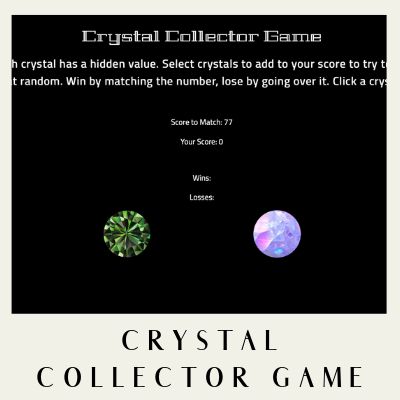 Crystal Collector Game
h crystal has a hidden value. Select crystals to add to your score to try t
t random. Win by matching the number, lose by going over it. Click a crys
Score to Match: 77
Your Score: 0
Wins:
Losses:
CRYSTAL
COLLECTOR GAME